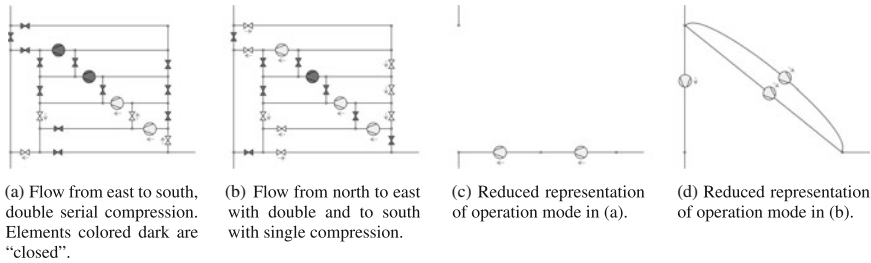 (a) Flow from east to south,
double serial compression.
Elements colored dark are
“closed”.
(b) Flow from north to east
with double and to south
with single compression.
(c) Reduced representation
of operation mode in (a).
(d) Reduced representation
of operation mode in (b).